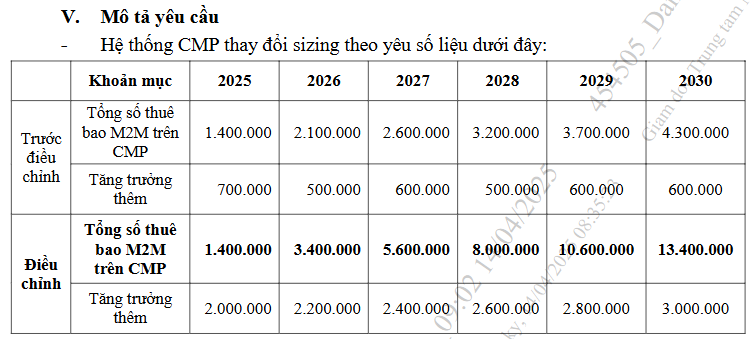 V. Mô tả yêu cầu
- Hệ thống CMP thay đổi sizing theo yêu số liệu dưới đây:
Khoản mục 2025 2026 2027 2028 2029 2030
Trước điều chỉnh
Tổng số thuê bao M2M trên CMP 1.400.000 2.100.000 2.600.000 3.200.000 3.700.000 4.300.000
Tăng trưởng thêm 700.000 500.000 600.000 500.000 600.000 600.000
Điều chỉnh
Tổng số thuê bao M2M trên CMP 1.400.000 3.400.000 5.600.000 8.000.000 10.600.000 13.400.000
Tăng trưởng thêm 2.000.000 2.200.000 2.400.000 2.600.000 2.800.000 3.000.000
09:02 14/04/2025